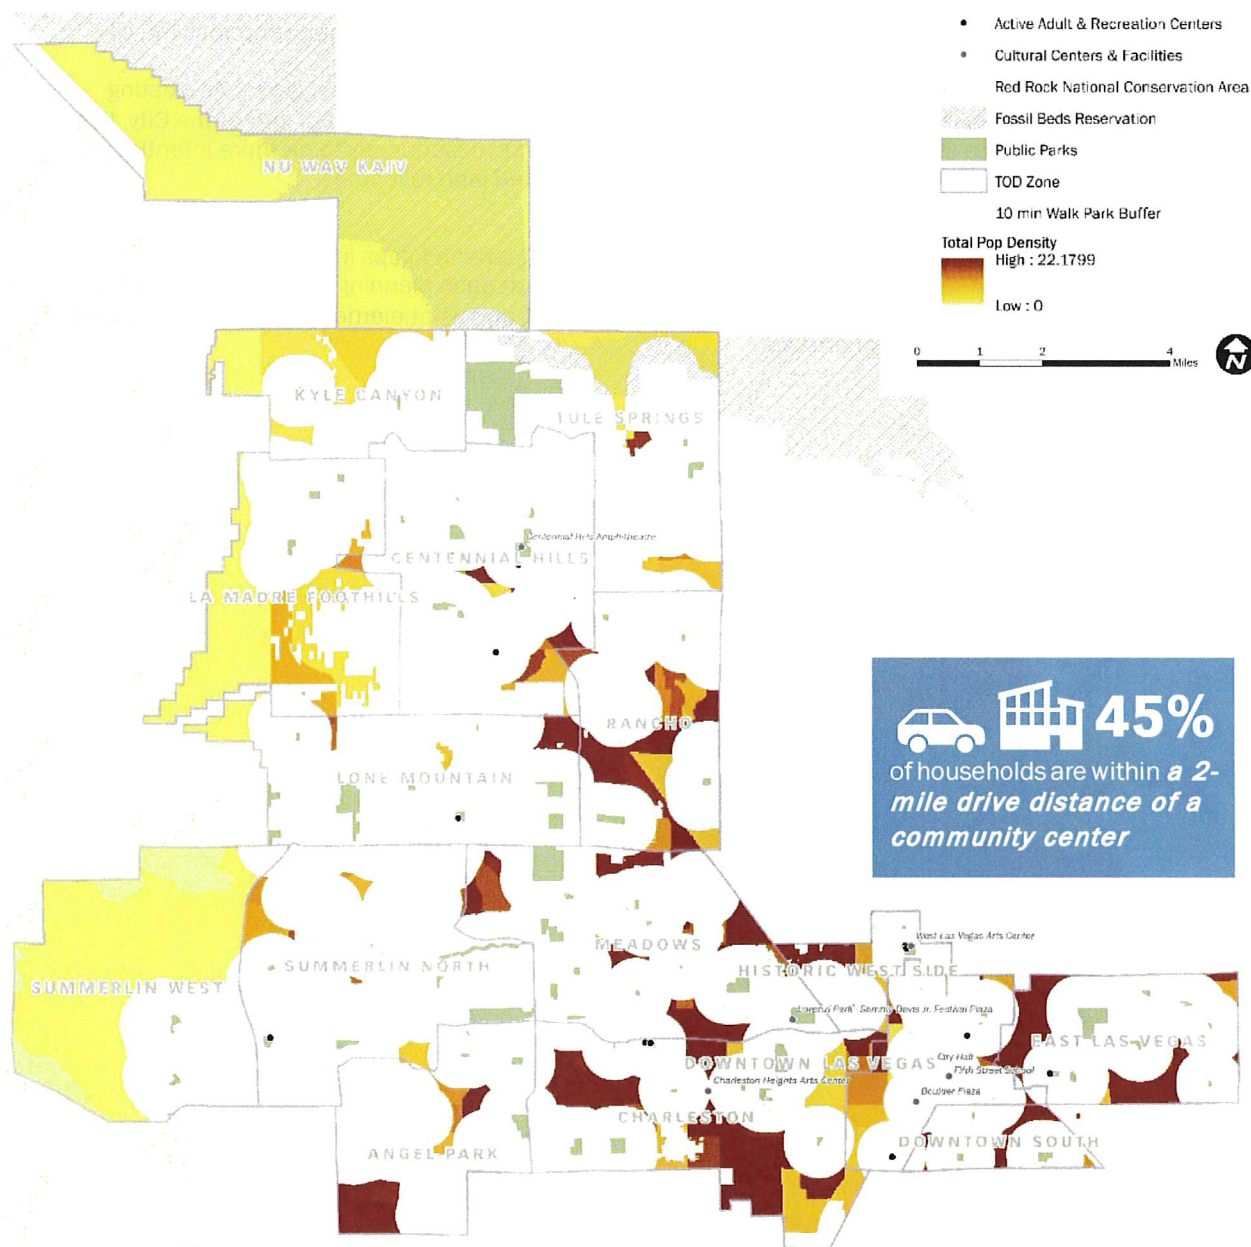 Active Adult & Recreation Centers
Cultural Centers & Facilities
Red Rock National Conservation Area
Fossil Beds Reservation
Public Parks
TOD Zone
10 min Walk Park Buffer
Total Pop Density
High : 22.1799
Low : 0
0 1 2 4
Miles
N
NU WAV KAIV
KYLE CANYON
TULE SPRINGS
Centennial Hills Amphitheatre
CENTENNIAL HILLS
LA MADRE FOOTHILLS
RANCHO
LONE MOUNTAIN
45%
of households are within a 2-
mile drive distance of a
community center
West Las Vegas Arts Center
MEADOWS
HISTORIC WEST SIDE
SUMMERLIN NORTH
SUMMERLIN WEST
Lorenzi Park Sammy Davis Jr. Festival Plaza
EAST LAS VEGAS
DOWNTOWN LAS VEGAS
City Hall
Fifth Street School
Charleston Heights Arts Center
Boulder Plaza
CHARLESTON
DOWNTOWN SOUTH
ANGEL PARK